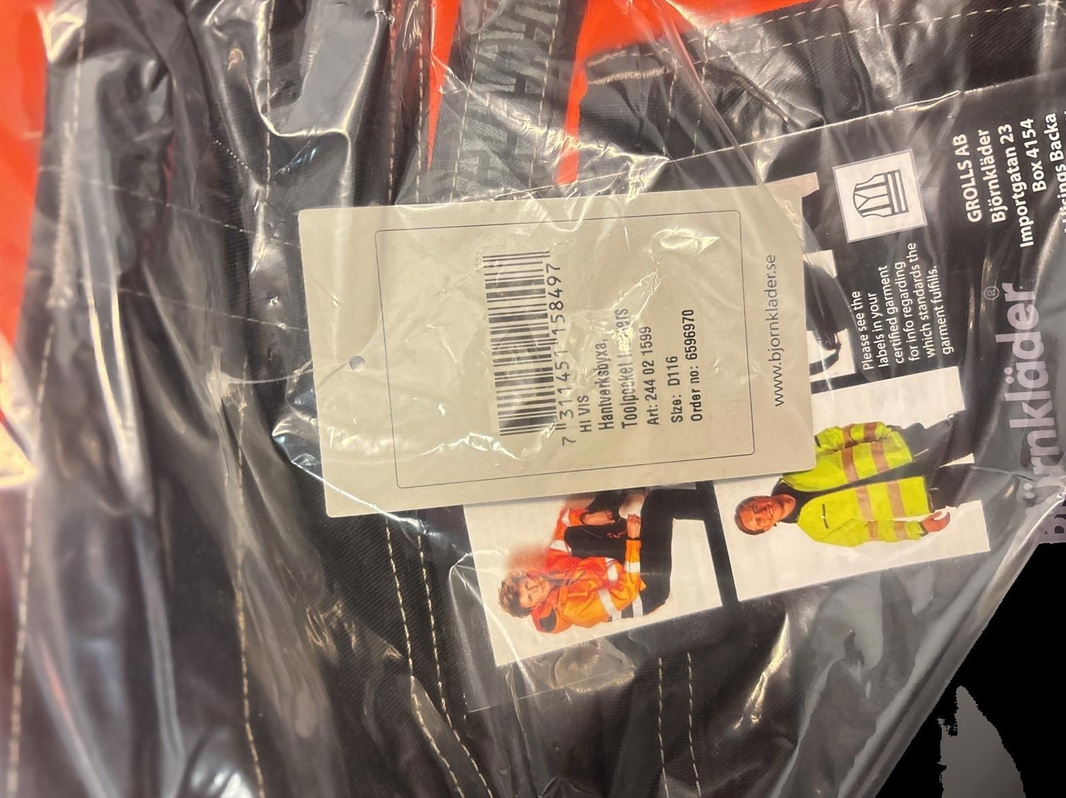 7 311451 158497
HI VIS
Hantverksbyxa,
Toolpocket
Art: 244 02 1599
Size: D116
Order no: 6596970
www.bjornklader.se
Please see the
labels in your
certified garment
for info regarding
which standards the
garment fulfills.
GROLLS AB
Björnkläder
Importgatan 23
Box 4154
Backa
Björnkläder®